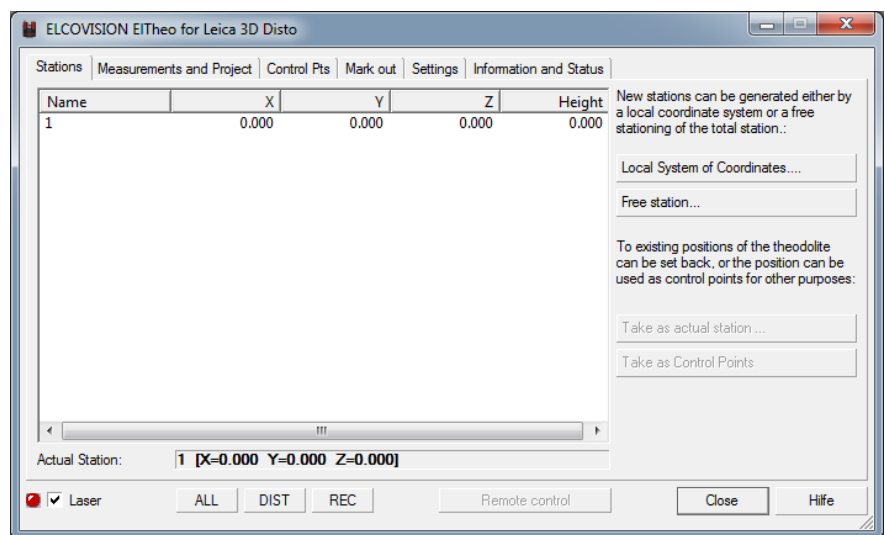 ELCOVISION ElTheo for Leica 3D Disto
Stations Measurements and Project Control Pts Mark out Settings Information and Status
Name X Y Z Height
1 0.000 0.000 0.000 0.000
New stations can be generated either by
a local coordinate system or a free
stationing of the total station.:
Local System of Coordinates....
Free station...
To existing positions of the theodolite
can be set back, or the position can be
used as control points for other purposes:
Take as actual station ...
Take as Control Points
Actual Station: 1 [X=0.000 Y=0.000 Z=0.000]
Laser ALL DIST REC Remote control Close Hilfe